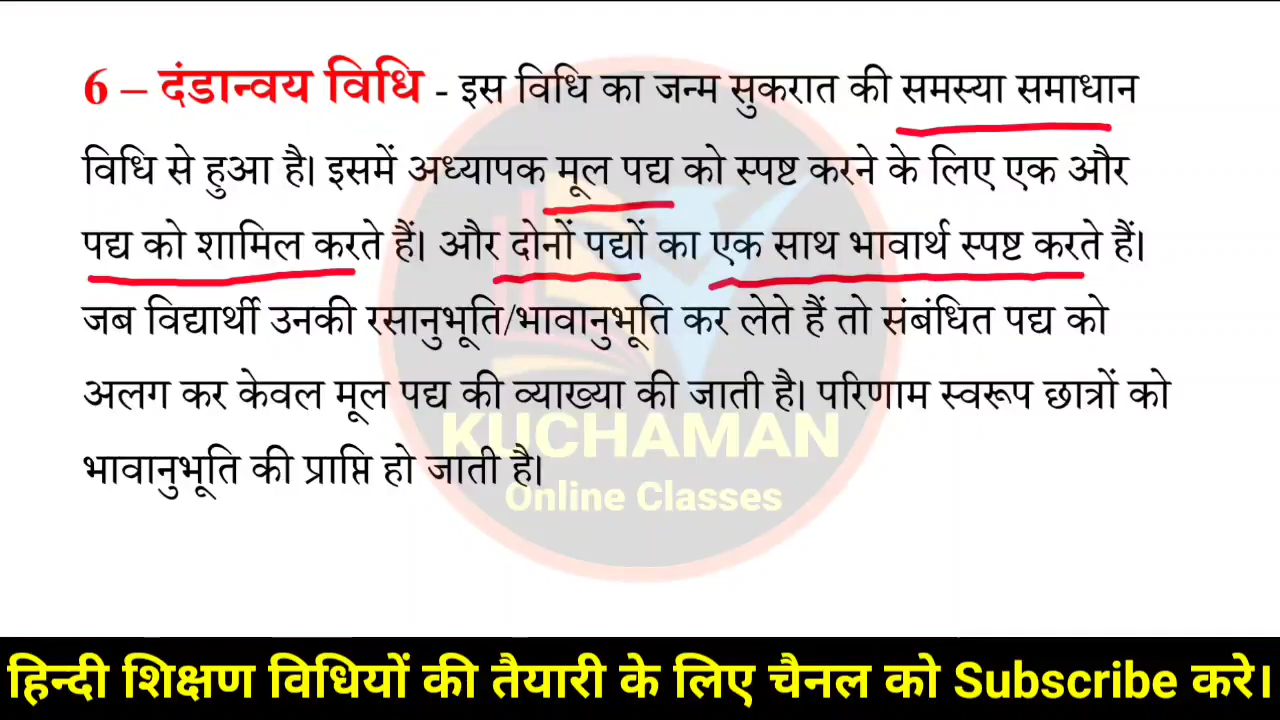 6 – दंडान्वय विधि - इस विधि का जन्म सुकरात की समस्या समाधान
विधि से हुआ है। इसमें अध्यापक मूल पद्य को स्पष्ट करने के लिए एक और
पद्य को शामिल करते हैं। और दोनों पद्यों का एक साथ भावार्थ स्पष्ट करते हैं।
जब विद्यार्थी उनकी रसानुभूति/भावानुभूति कर लेते हैं तो संबंधित पद्य को
अलग कर केवल मूल पद्य की व्याख्या की जाती है। परिणाम स्वरूप छात्रों को
भावानुभूति की प्राप्ति हो जाती है।
KUCHAMAN
Online Classes
हिन्दी शिक्षण विधियों की तैयारी के लिए चैनल को Subscribe करे।